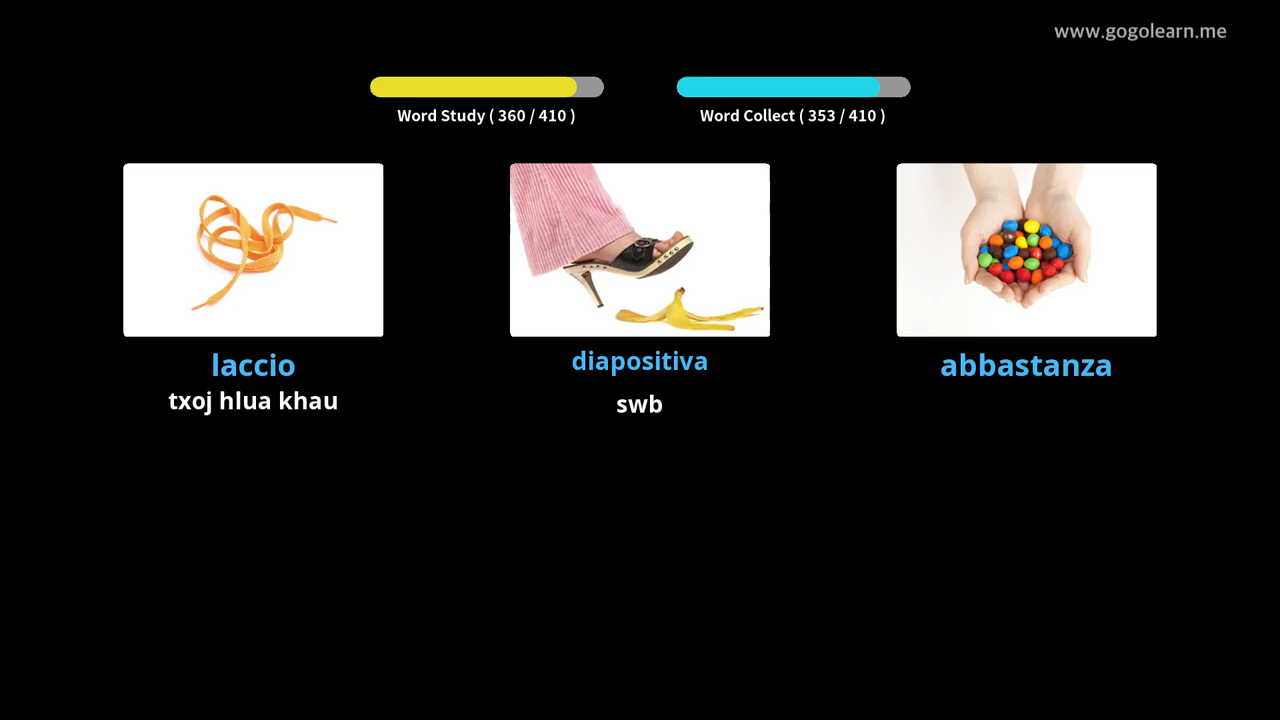 www.gogolearn.me
Word Study ( 360 / 410 )
Word Collect ( 353 / 410 )
laccio
txoj hlua khau
diapositiva
swb
abbastanza